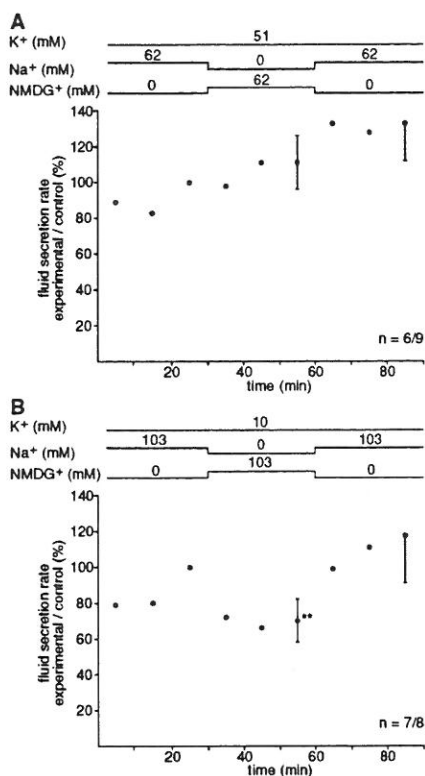 A
K+ (mM) 51
Na+ (mM) 62 0 62
NMDG+ (mM) 0 62 0
140
120
100
80
60
40
20
fluid secretion rate
experimental / control (%)
n = 6/9
20 40 60 80
time (min)
B
K+ (mM) 10
Na+ (mM) 103 0 103
NMDG+ (mM) 0 103 0
140
120
100
80
60
40
20
fluid secretion rate
experimental / control (%)
**
n = 7/8
20 40 60 80
time (min)